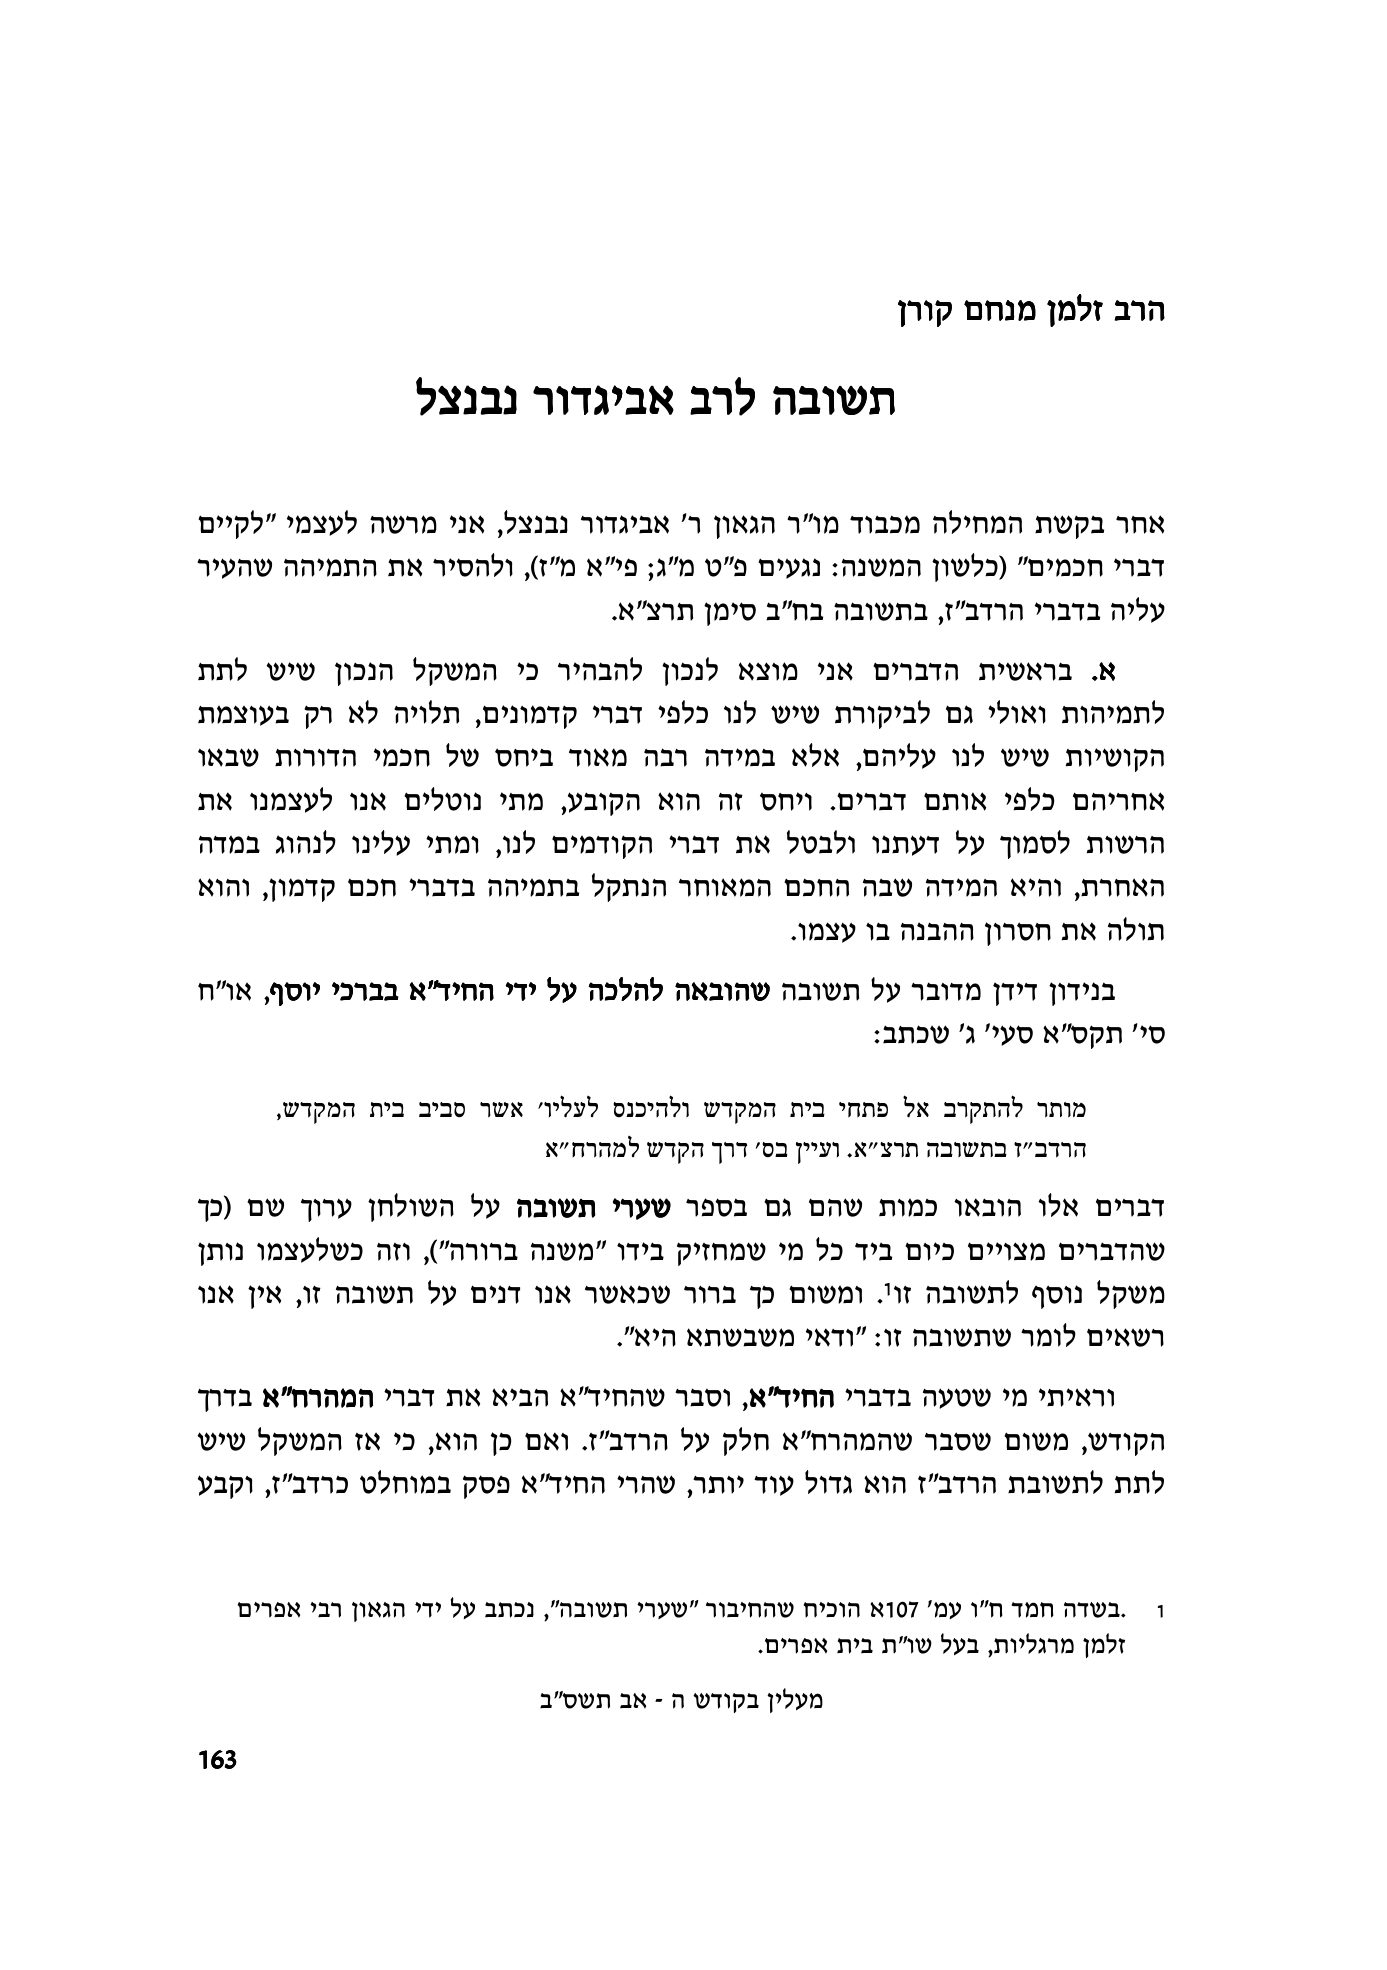 הרב זלמן מנחם קורן
תשובה לרב אביגדור נבנצל
אחר בקשת המחילה מכבוד מו"ר הגאון ר' אביגדור נבנצל, אני מרשה לעצמי "לקיים
דברי חכמים" (כלשון המשנה: נגעים פ"ט מ"ג; פי"א מ"ז), ולהסיר את התמיהה שהעיר
עליה בדברי הרדב"ז, בתשובה בח"ב סימן תרצ"א.
א. בראשית הדברים אני מוצא לנכון להבהיר כי המשקל הנכון שיש לתת
לתמיהות ואולי גם לביקורת שיש לנו כלפי דברי קדמונים, תלויה לא רק בעוצמת
הקושיות שיש לנו עליהם, אלא במידה רבה מאוד ביחס של חכמי הדורות שבאו
אחריהם כלפי אותם דברים. ויחס זה הוא הקובע, מתי נוטלים אנו לעצמנו את
הרשות לסמוך על דעתנו ולבטל את דברי הקודמים לנו, ומתי עלינו לנהוג במדה
האחרת, והיא המידה שבה החכם המאוחר הנתקל בתמיהה בדברי חכם קדמון, והוא
תולה את חסרון ההבנה בו עצמו.
בנידון דידן מדובר על תשובה שהובאה להלכה על ידי החיד"א בברכי יוסף, או"ח
סי' תקס"א סעי' ג' שכתב:
מותר להתקרב אל פתחי בית המקדש ולהיכנס לעליו׳ אשר סביב בית המקדש,
הרדב״ז בתשובה תרצ״א. ועיין בס׳ דרך הקדש למהרח״א
דברים אלו הובאו כמות שהם גם בספר שערי תשובה על השולחן ערוך שם (כך
שהדברים מצויים כיום ביד כל מי שמחזיק בידו "משנה ברורה"), וזה כשלעצמו נותן
משקל נוסף לתשובה זו1. ומשום כך ברור שכאשר אנו דנים על תשובה זו, אין אנו
רשאים לומר שתשובה זו: "ודאי משבשתא היא".
וראיתי מי שטעה בדברי החיד"א, וסבר שהחיד"א הביא את דברי המהרח"א בדרך
הקודש, משום שסבר שהמהרח"א חלק על הרדב"ז. ואם כן הוא, כי אז המשקל שיש
לתת לתשובת הרדב"ז הוא גדול עוד יותר, שהרי החיד"א פסק במוחלט כרדב"ז, וקבע
1 .בשדה חמד ח"ו עמ' 107א הוכיח שהחיבור "שערי תשובה", נכתב על ידי הגאון רבי אפרים
זלמן מרגליות, בעל שו"ת בית אפרים.
מעלין בקודש ה - אב תשס"ב
163